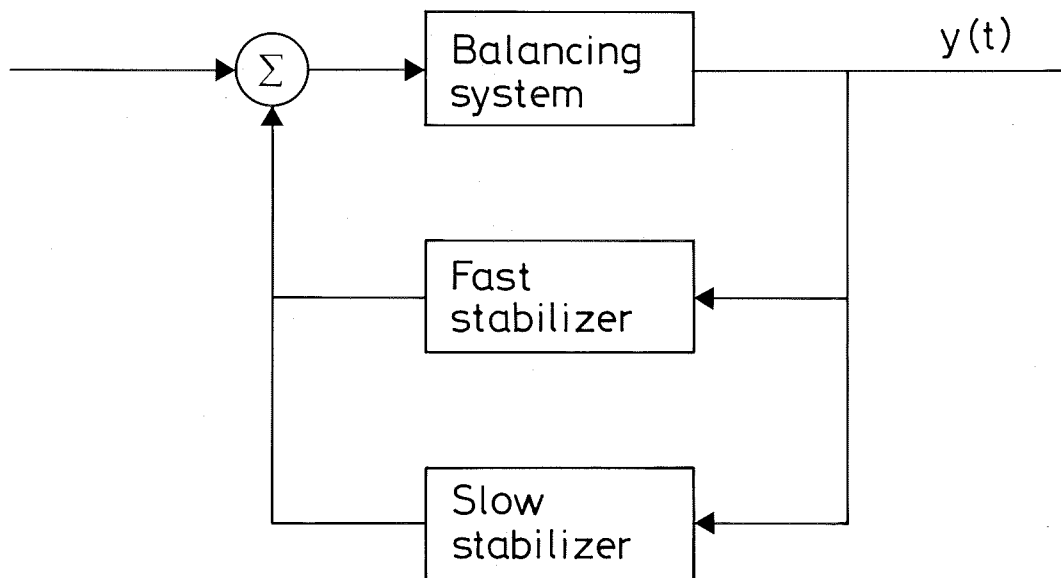 Σ
Balancing
system
y(t)
Fast
stabilizer
Slow
stabilizer